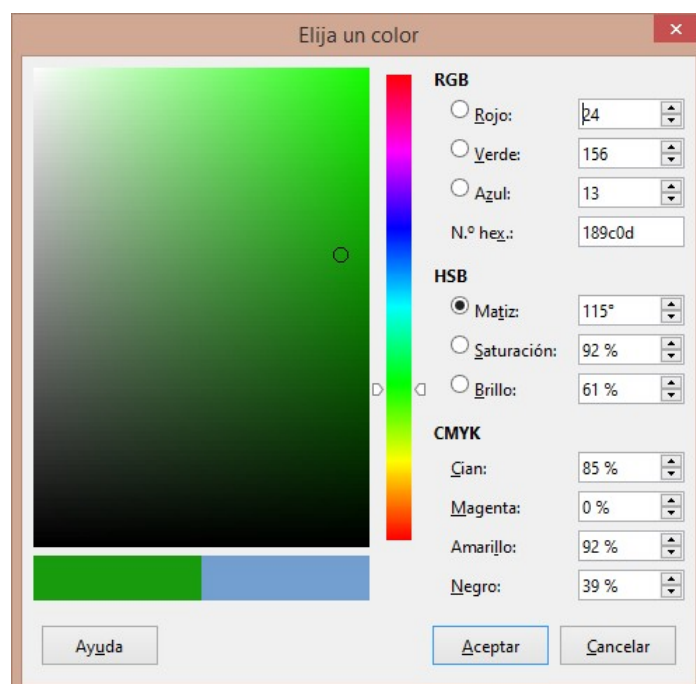 Elija un color
RGB
Rojo: 24
Verde: 156
Azul: 13
N.º hex.: 189c0d
HSB
Matiz: 115°
Saturación: 92 %
Brillo: 61 %
CMYK
Cian: 85 %
Magenta: 0 %
Amarillo: 92 %
Negro: 39 %
Ayuda Aceptar Cancelar